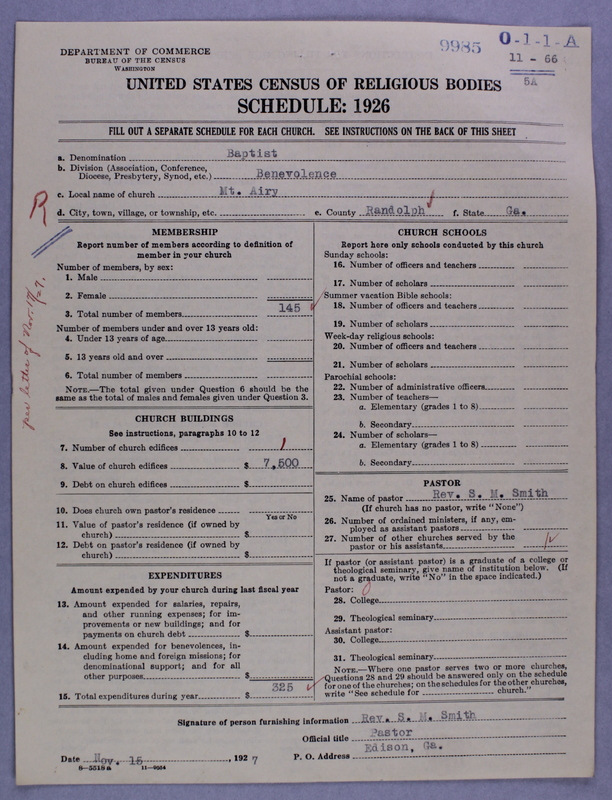 DEPARTMENT OF COMMERCE
BUREAU OF THE CENSUS
WASHINGTON
9985
O-1-1-A
11 - 66
5A
UNITED STATES CENSUS OF RELIGIOUS BODIES
SCHEDULE: 1926
FILL OUT A SEPARATE SCHEDULE FOR EACH CHURCH. SEE INSTRUCTIONS ON THE BACK OF THIS SHEET
a. Denomination Baptist
b. Division (Association, Conference,
Diocese, Presbytery, Synod, etc.) Benevolence
c. Local name of church Mt. Airy
d. City, town, village, or township, etc. e. County Randolph f. State Ga.
R
per letter of Nov. 17/27.
MEMBERSHIP
Report number of members according to definition of
member in your church
Number of members, by sex:
1. Male
2. Female
3. Total number of members 145
Number of members under and over 13 years old:
4. Under 13 years of age
5. 13 years old and over
6. Total number of members
NOTE.—The total given under Question 6 should be the
same as the total of males and females given under Question 3.
CHURCH BUILDINGS
See instructions, paragraphs 10 to 12
7. Number of church edifices 1
8. Value of church edifices $ 7,500
9. Debt on church edifices $
10. Does church own pastor's residence
Yes or No
11. Value of pastor's residence (if owned by
church) $
12. Debt on pastor's residence (if owned by
church) $
EXPENDITURES
Amount expended by your church during last fiscal year
13. Amount expended for salaries, repairs,
and other running expenses; for im-
provements or new buildings; and for
payments on church debt $
14. Amount expended for benevolences, in-
cluding home and foreign missions; for
denominational support; and for all
other purposes $
15. Total expenditures during year $ 325
CHURCH SCHOOLS
Report here only schools conducted by this church
Sunday schools:
16. Number of officers and teachers
17. Number of scholars
Summer vacation Bible schools:
18. Number of officers and teachers
19. Number of scholars
Week-day religious schools:
20. Number of officers and teachers
21. Number of scholars
Parochial schools:
22. Number of administrative officers
23. Number of teachers—
a. Elementary (grades 1 to 8)
b. Secondary
24. Number of scholars—
a. Elementary (grades 1 to 8)
b. Secondary
PASTOR
25. Name of pastor Rev. S. M. Smith
(If church has no pastor, write "None")
26. Number of ordained ministers, if any, em-
ployed as assistant pastors
27. Number of other churches served by the
pastor or his assistants
If pastor (or assistant pastor) is a graduate of a college or
theological seminary, give name of institution below. (If
not a graduate, write "No" in the space indicated.)
Pastor:
28. College
29. Theological seminary
Assistant pastor:
30. College
31. Theological seminary
NOTE.—Where one pastor serves two or more churches,
Questions 28 and 29 should be answered only on the schedule
for one of the churches; on the schedules for the other churches,
write "See schedule for church."
Signature of person furnishing information Rev. S. M. Smith
Official title Pastor
Date Nov. 15, 1927 P. O. Address Edison, Ga.
8-5518a 11-9564